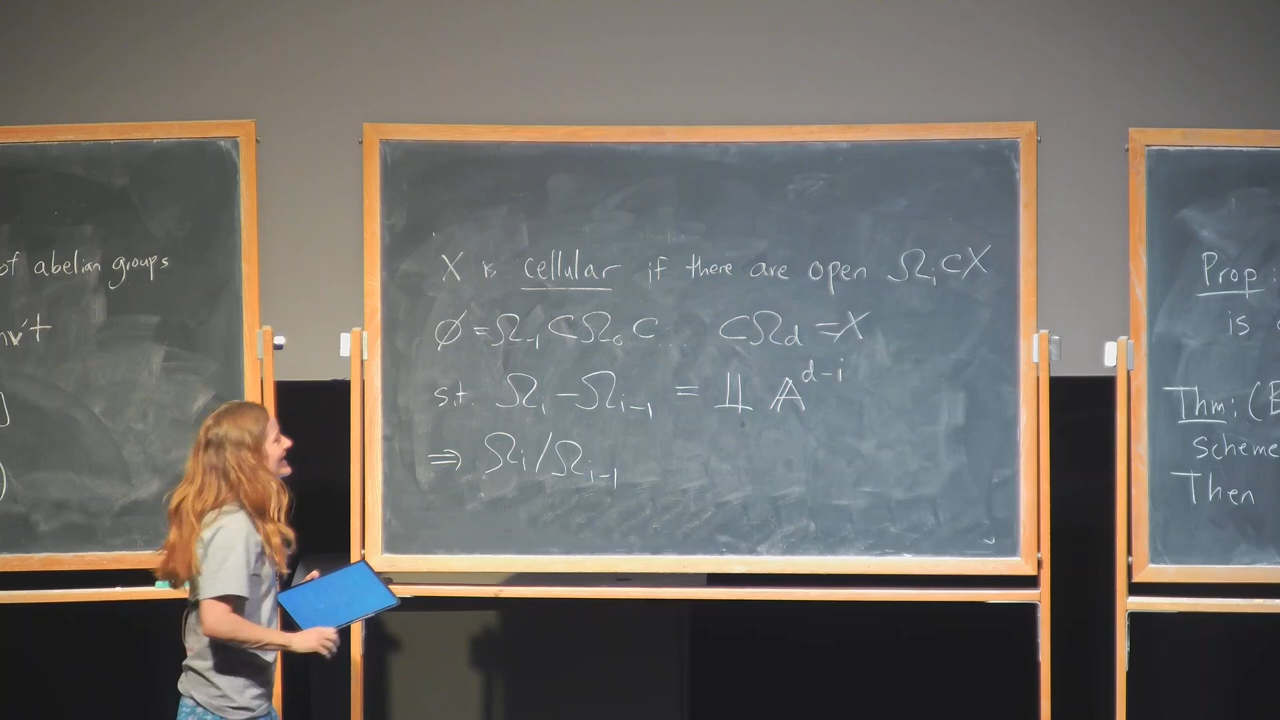 of abelian groups
nv't
)
X is cellular if there are open Ωᵢ⊂X
∅=Ω₋₁⊂Ω₀⊂... ⊂Ω_d=X
s.t. Ωᵢ-Ωᵢ₋₁ = ⨿ 𝔸^{d-i}
⇒ Ωᵢ/Ωᵢ₋₁
Prop:
is
Thm: (B
scheme
Then